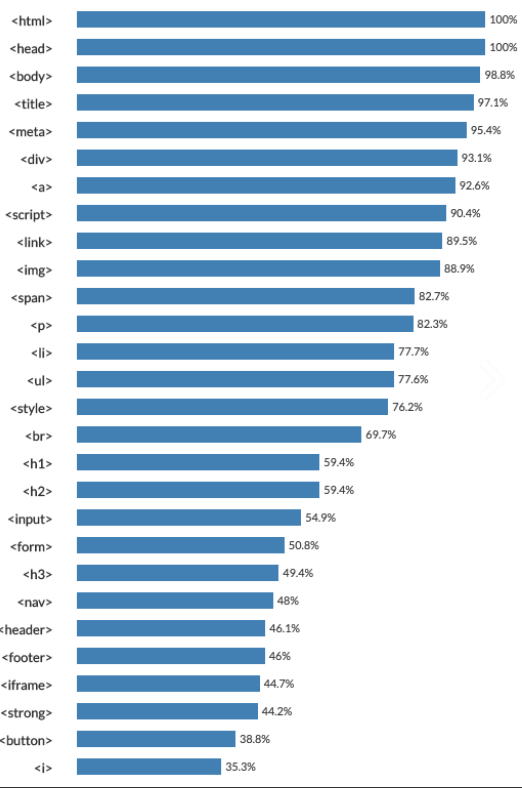 <html> 100%
<head> 100%
<body> 98.8%
<title> 97.1%
<meta> 95.4%
<div> 93.1%
<a> 92.6%
<script> 90.4%
<link> 89.5%
<img> 88.9%
<span> 82.7%
<p> 82.3%
<li> 77.7%
<ul> 77.6%
<style> 76.2%
<br> 69.7%
<h1> 59.4%
<h2> 59.4%
<input> 54.9%
<form> 50.8%
<h3> 49.4%
<nav> 48%
<header> 46.1%
<footer> 46%
<iframe> 44.7%
<strong> 44.2%
<button> 38.8%
<i> 35.3%